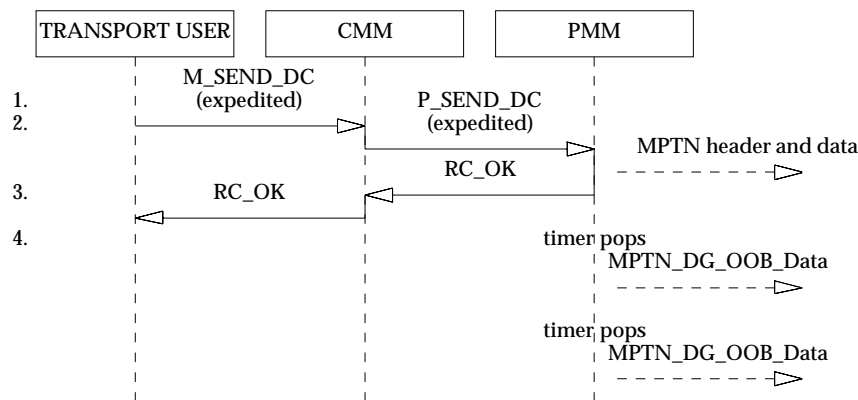 TRANSPORT USER CMM PMM
M_SEND_DC
1. (expedited) P_SEND_DC
2. (expedited)
MPTN header and data
RC_OK
3. RC_OK
4. timer pops
MPTN_DG_OOB_Data
timer pops
MPTN_DG_OOB_Data